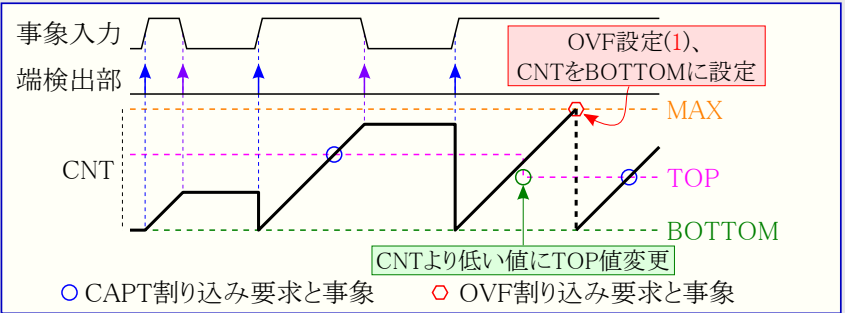 事象入力
OVF設定(1)、
CNTをBOTTOMに設定
端検出部
MAX
CNT
TOP
BOTTOM
CNTより低い値にTOP値変更
CAPT割り込み要求と事象
OVF割り込み要求と事象